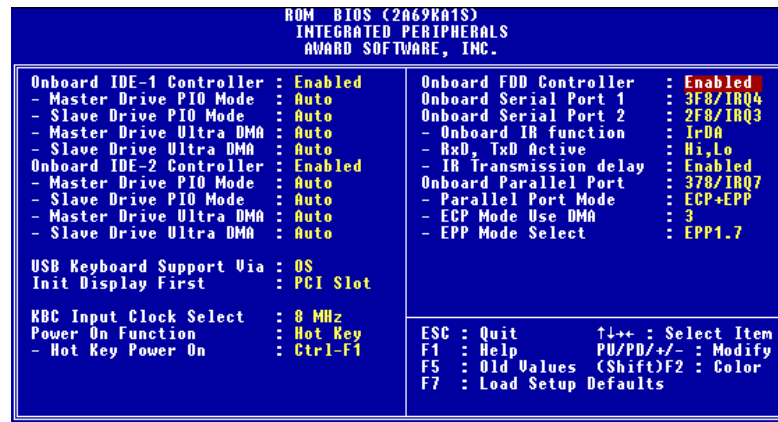 ROM BIOS (2A69KA1S)
INTEGRATED PERIPHERALS
AWARD SOFTWARE, INC.
Onboard IDE-1 Controller : Enabled
- Master Drive PIO Mode : Auto
- Slave Drive PIO Mode : Auto
- Master Drive Ultra DMA : Auto
- Slave Drive Ultra DMA : Auto
Onboard IDE-2 Controller : Enabled
- Master Drive PIO Mode : Auto
- Slave Drive PIO Mode : Auto
- Master Drive Ultra DMA : Auto
- Slave Drive Ultra DMA : Auto
USB Keyboard Support Via : OS
Init Display First : PCI Slot
KBC Input Clock Select : 8 MHz
Power On Function : Hot Key
- Hot Key Power On : Ctrl-F1
Onboard FDD Controller : Enabled
Onboard Serial Port 1 : 3F8/IRQ4
Onboard Serial Port 2 : 2F8/IRQ3
- Onboard IR function : IrDA
- RxD, TxD Active : Hi,Lo
- IR Transmission delay : Enabled
Onboard Parallel Port : 378/IRQ7
- Parallel Port Mode : ECP+EPP
- ECP Mode Use DMA : 3
- EPP Mode Select : EPP1.7
ESC : Quit ↑↓→← : Select Item
F1 : Help PU/PD/+/- : Modify
F5 : Old Values (Shift)F2 : Color
F7 : Load Setup Defaults